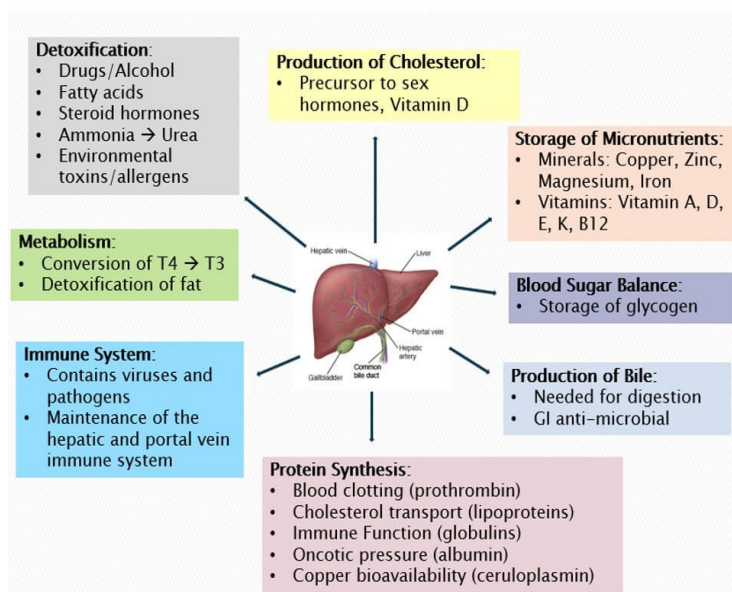 Detoxification:
• Drugs/Alcohol
• Fatty acids
• Steroid hormones
• Ammonia → Urea
• Environmental
toxins/allergens
Production of Cholesterol:
• Precursor to sex
hormones, Vitamin D
Storage of Micronutrients:
• Minerals: Copper, Zinc,
Magnesium, Iron
• Vitamins: Vitamin A, D,
E, K, B12
Metabolism:
• Conversion of T4 → T3
• Detoxification of fat
Hepatic vein
Liver
Portal vein
Hepatic
artery
Gallbladder
Common
bile duct
Blood Sugar Balance:
• Storage of glycogen
Immune System:
• Contains viruses and
pathogens
• Maintenance of the
hepatic and portal vein
immune system
Production of Bile:
• Needed for digestion
• GI anti-microbial
Protein Synthesis:
• Blood clotting (prothrombin)
• Cholesterol transport (lipoproteins)
• Immune Function (globulins)
• Oncotic pressure (albumin)
• Copper bioavailability (ceruloplasmin)